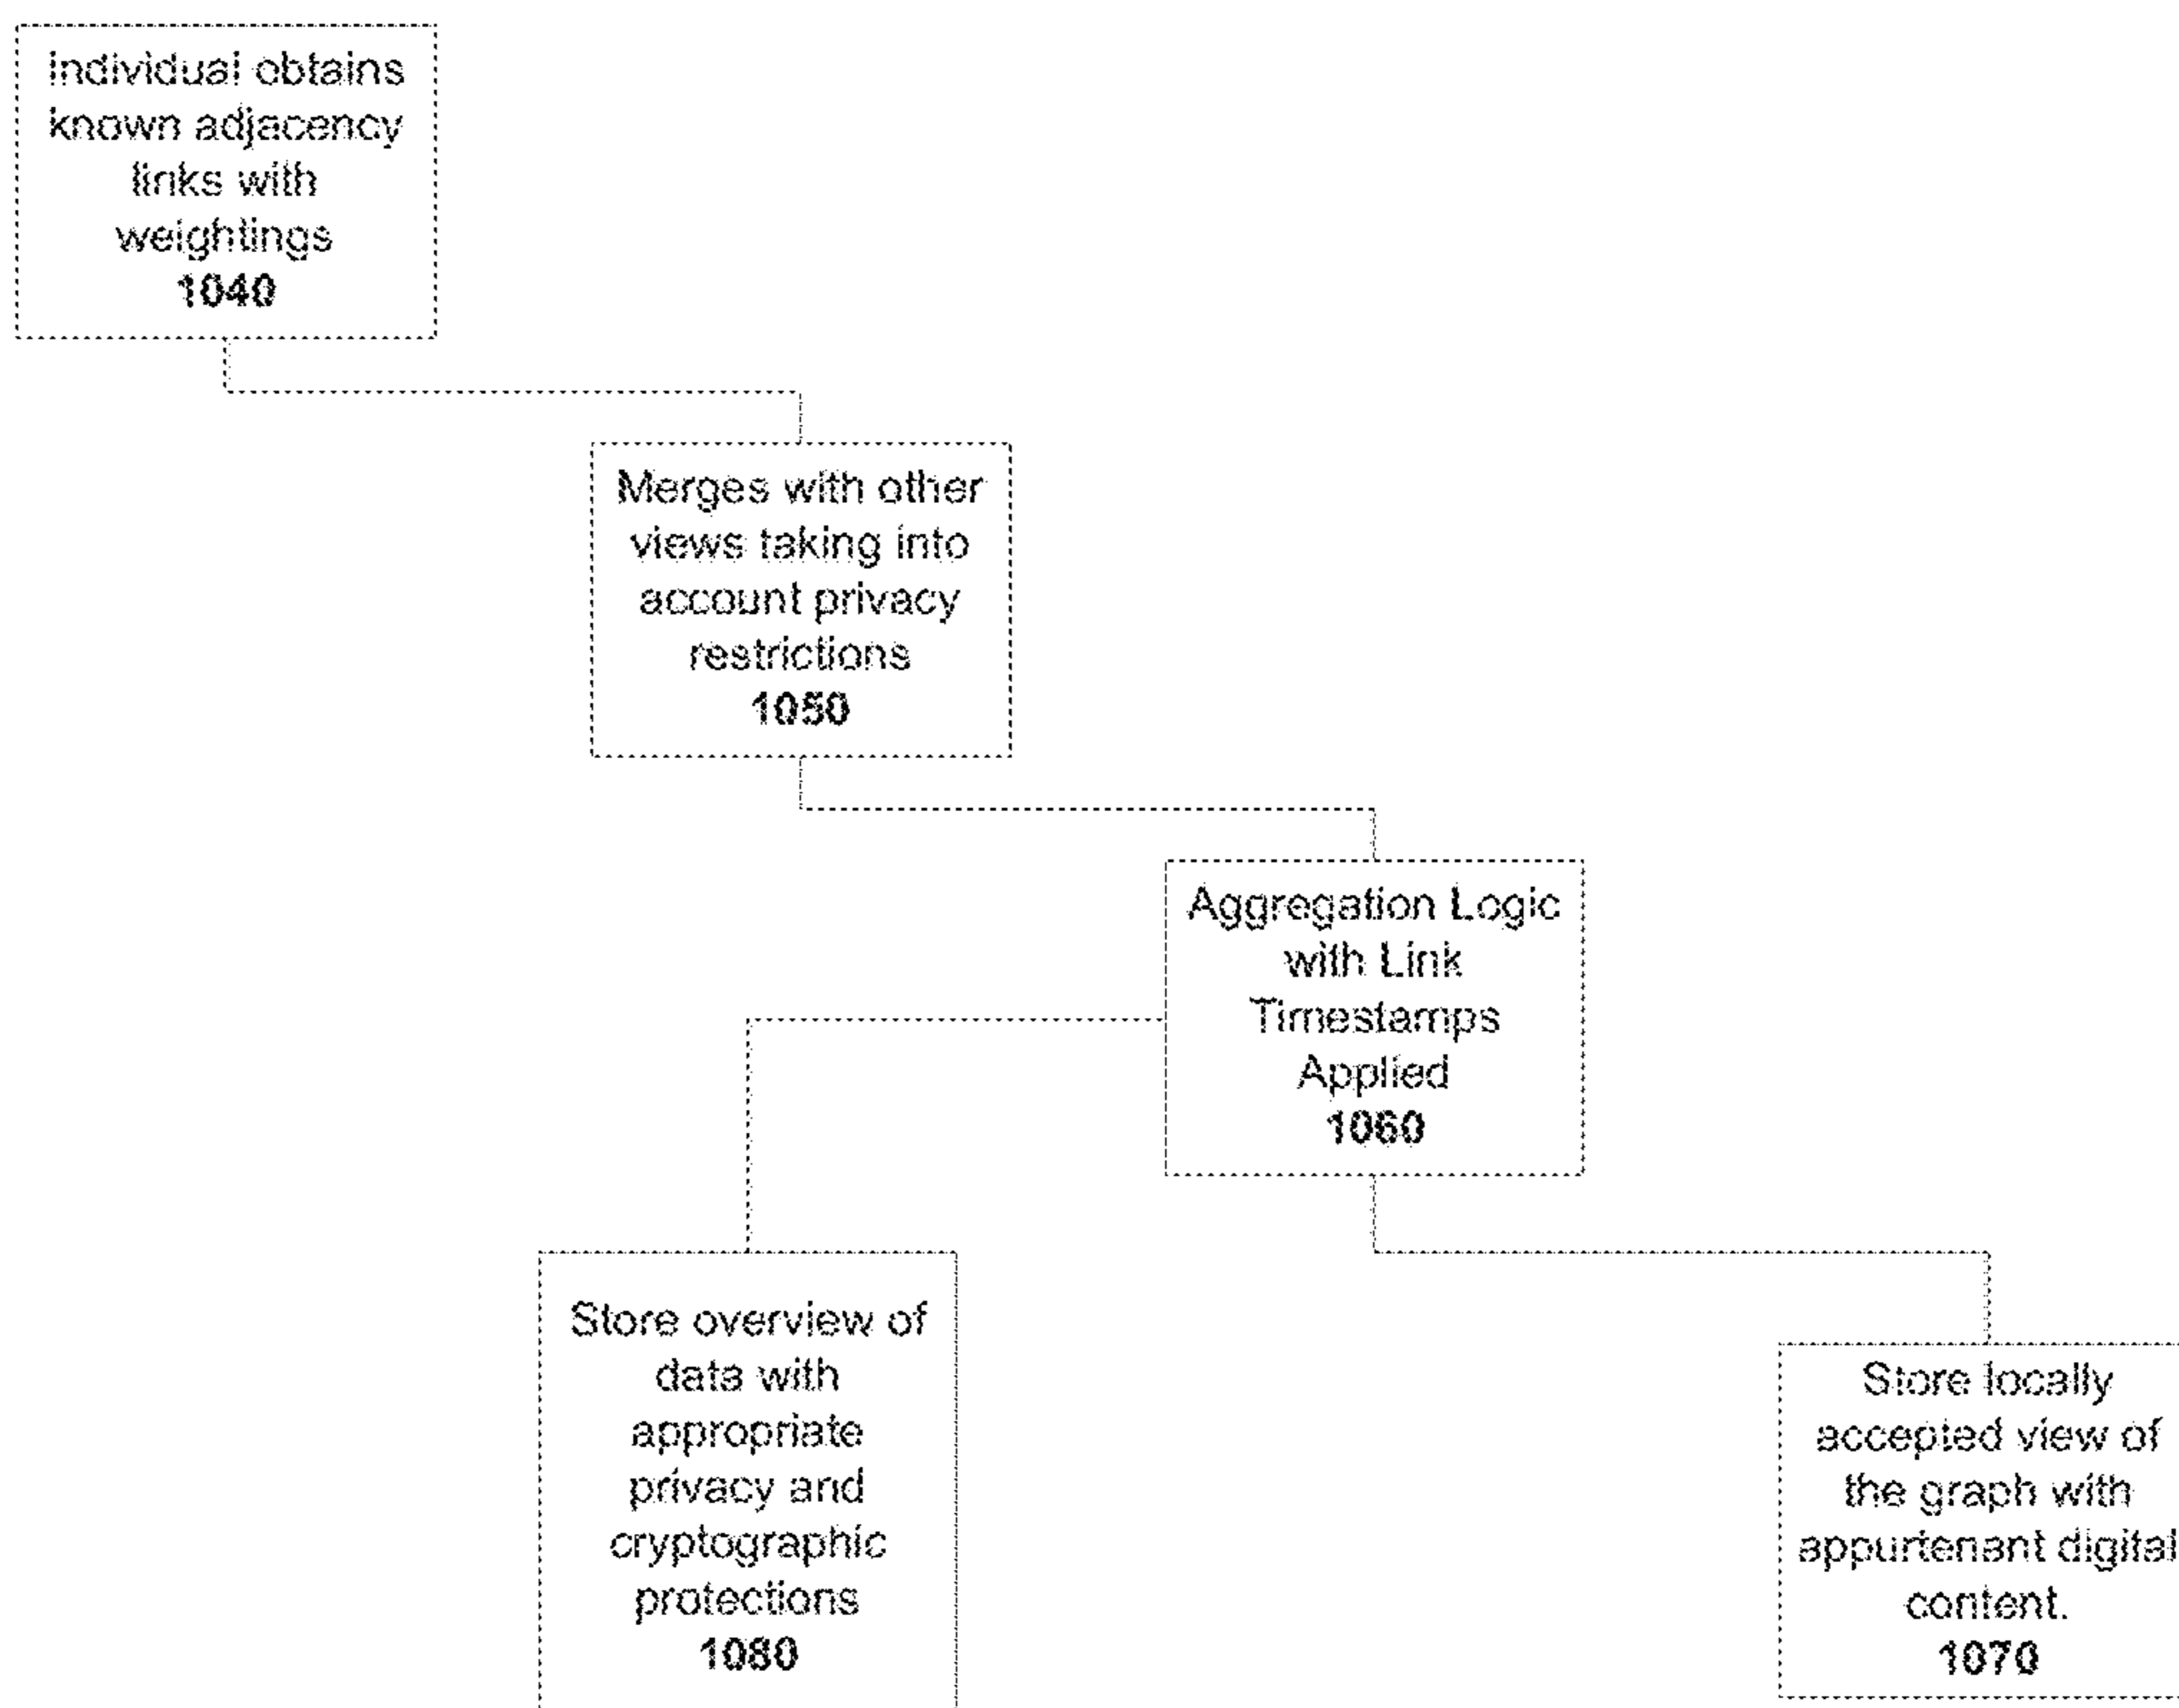 Individual obtains
known adjacency
links with
weightings
1040
Merges with other
views taking into
account privacy
restrictions
1050
Aggregation Logic
with Link
Timestamps
Applied
1060
Store overview of
data with
appropriate
privacy and
cryptographic
protections
1080
Store locally
accepted view of
the graph with
appurtenant digital
content.
1070